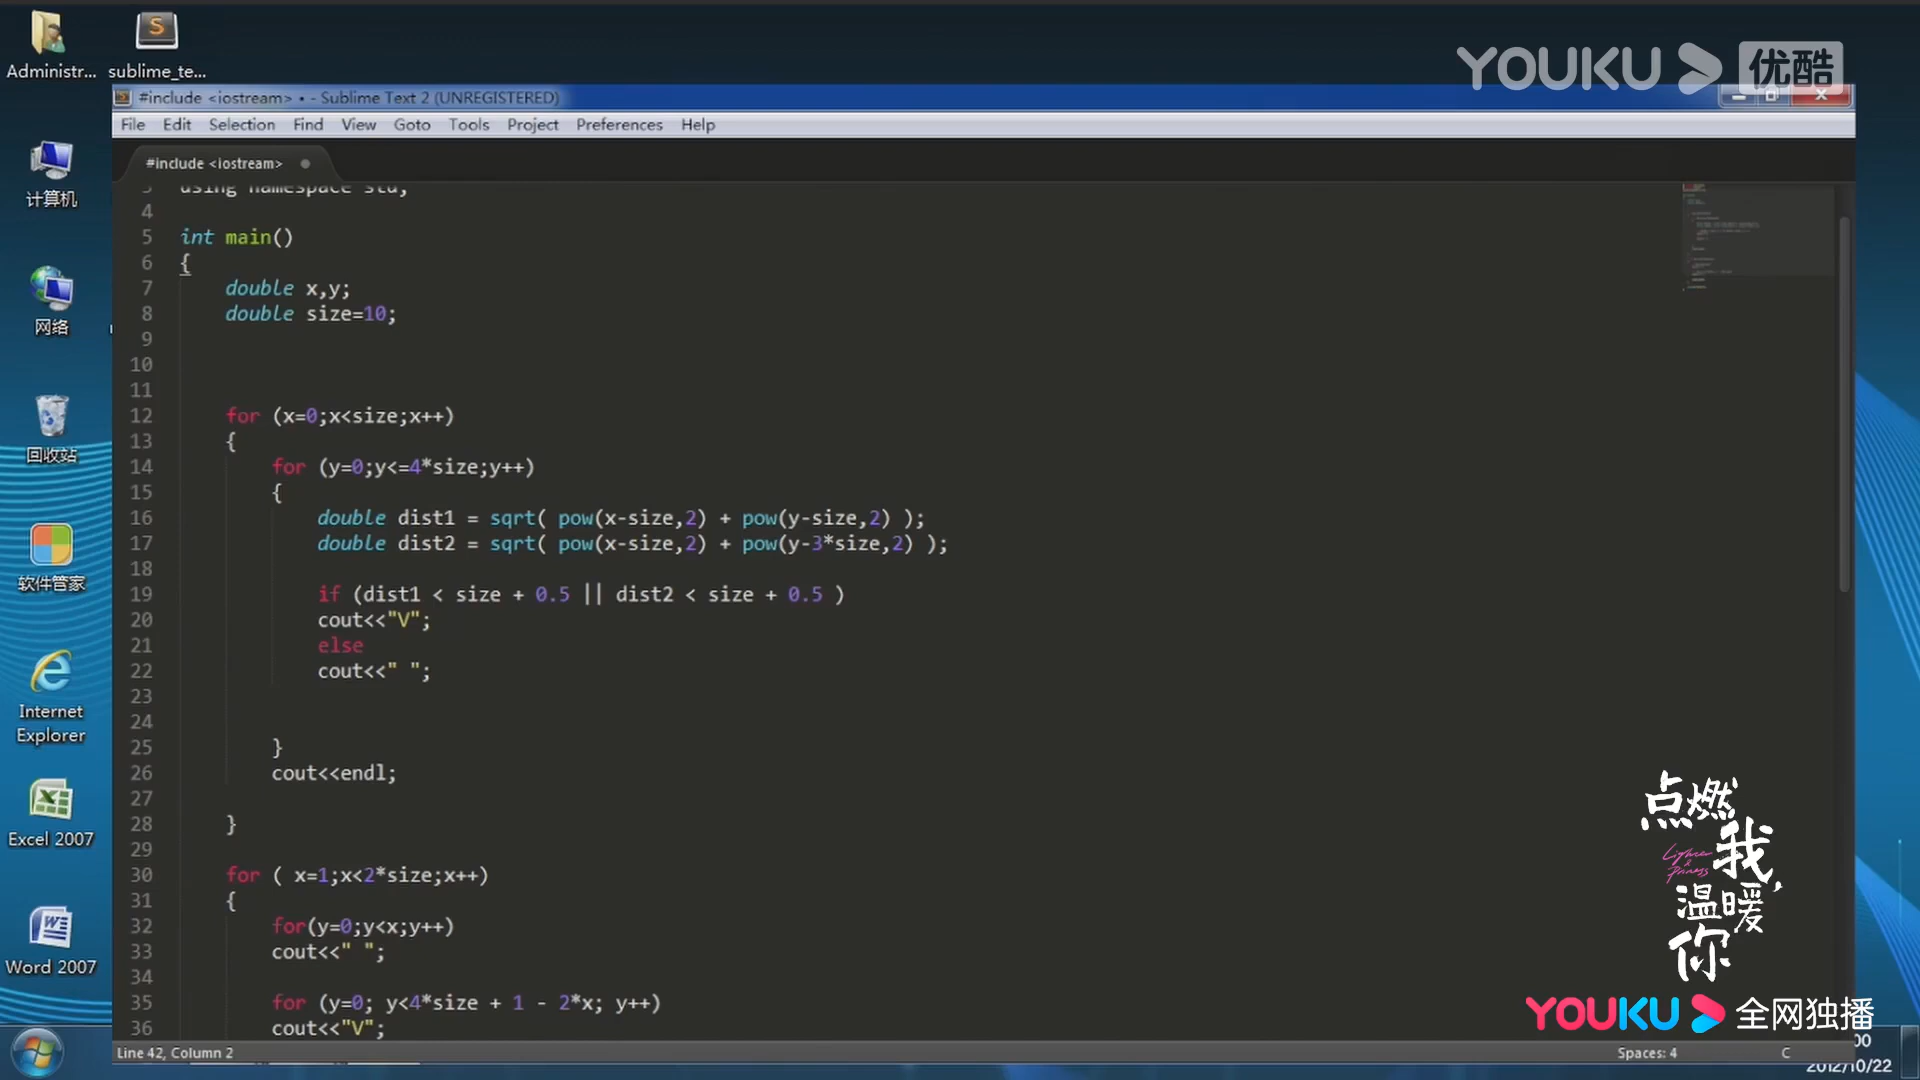 Administr...
sublime_te...
YOUKU 优酷
#include <iostream> • - Sublime Text 2 (UNREGISTERED)
File Edit Selection Find View Goto Tools Project Preferences Help
#include <iostream>
计算机
网络
回收站
软件管家
Internet
Explorer
Excel 2007
Word 2007
3 using namespace std;
4
5 int main()
6 {
7 double x,y;
8 double size=10;
9
10
11
12 for (x=0;x<size;x++)
13 {
14 for (y=0;y<=4*size;y++)
15 {
16 double dist1 = sqrt( pow(x-size,2) + pow(y-size,2) );
17 double dist2 = sqrt( pow(x-size,2) + pow(y-3*size,2) );
18
19 if (dist1 < size + 0.5 || dist2 < size + 0.5 )
20 cout<<"V";
21 else
22 cout<<" ";
23
24
25 }
26 cout<<endl;
27
28 }
29
30 for ( x=1;x<2*size;x++)
31 {
32 for(y=0;y<x;y++)
33 cout<<" ";
34
35 for (y=0; y<4*size + 1 - 2*x; y++)
36 cout<<"V";
点燃
我,
Lighter
&
Princess
温暖
你
YOUKU 全网独播
Line 42, Column 2
Spaces: 4
C
00
2012/10/22